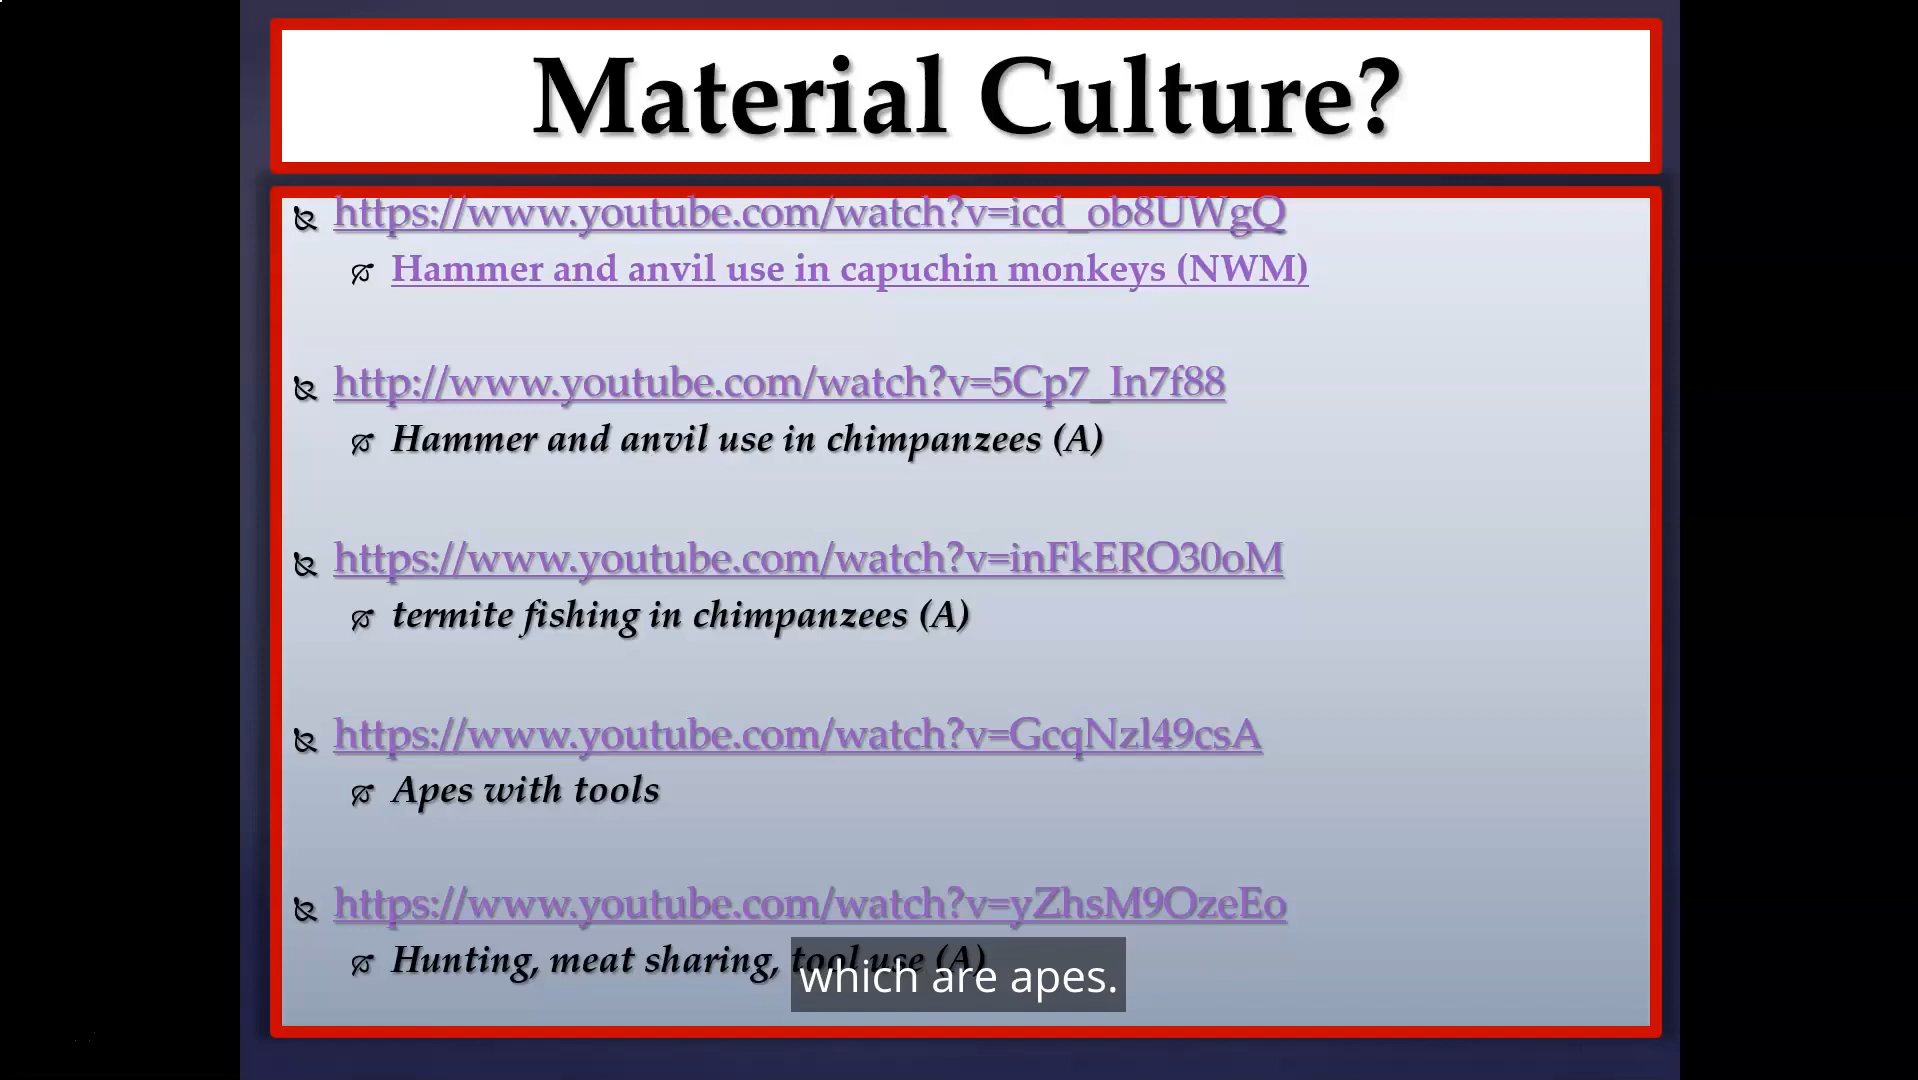 Material Culture?
https://www.youtube.com/watch?v=icd_ob8UWgQ
Hammer and anvil use in capuchin monkeys (NWM)
http://www.youtube.com/watch?v=5Cp7_In7f88
Hammer and anvil use in chimpanzees (A)
https://www.youtube.com/watch?v=inFkERO30oM
termite fishing in chimpanzees (A)
https://www.youtube.com/watch?v=GcqNzl49csA
Apes with tools
https://www.youtube.com/watch?v=yZhsM9OzeEo
Hunting, meat sharing, tool use (A)
which are apes.